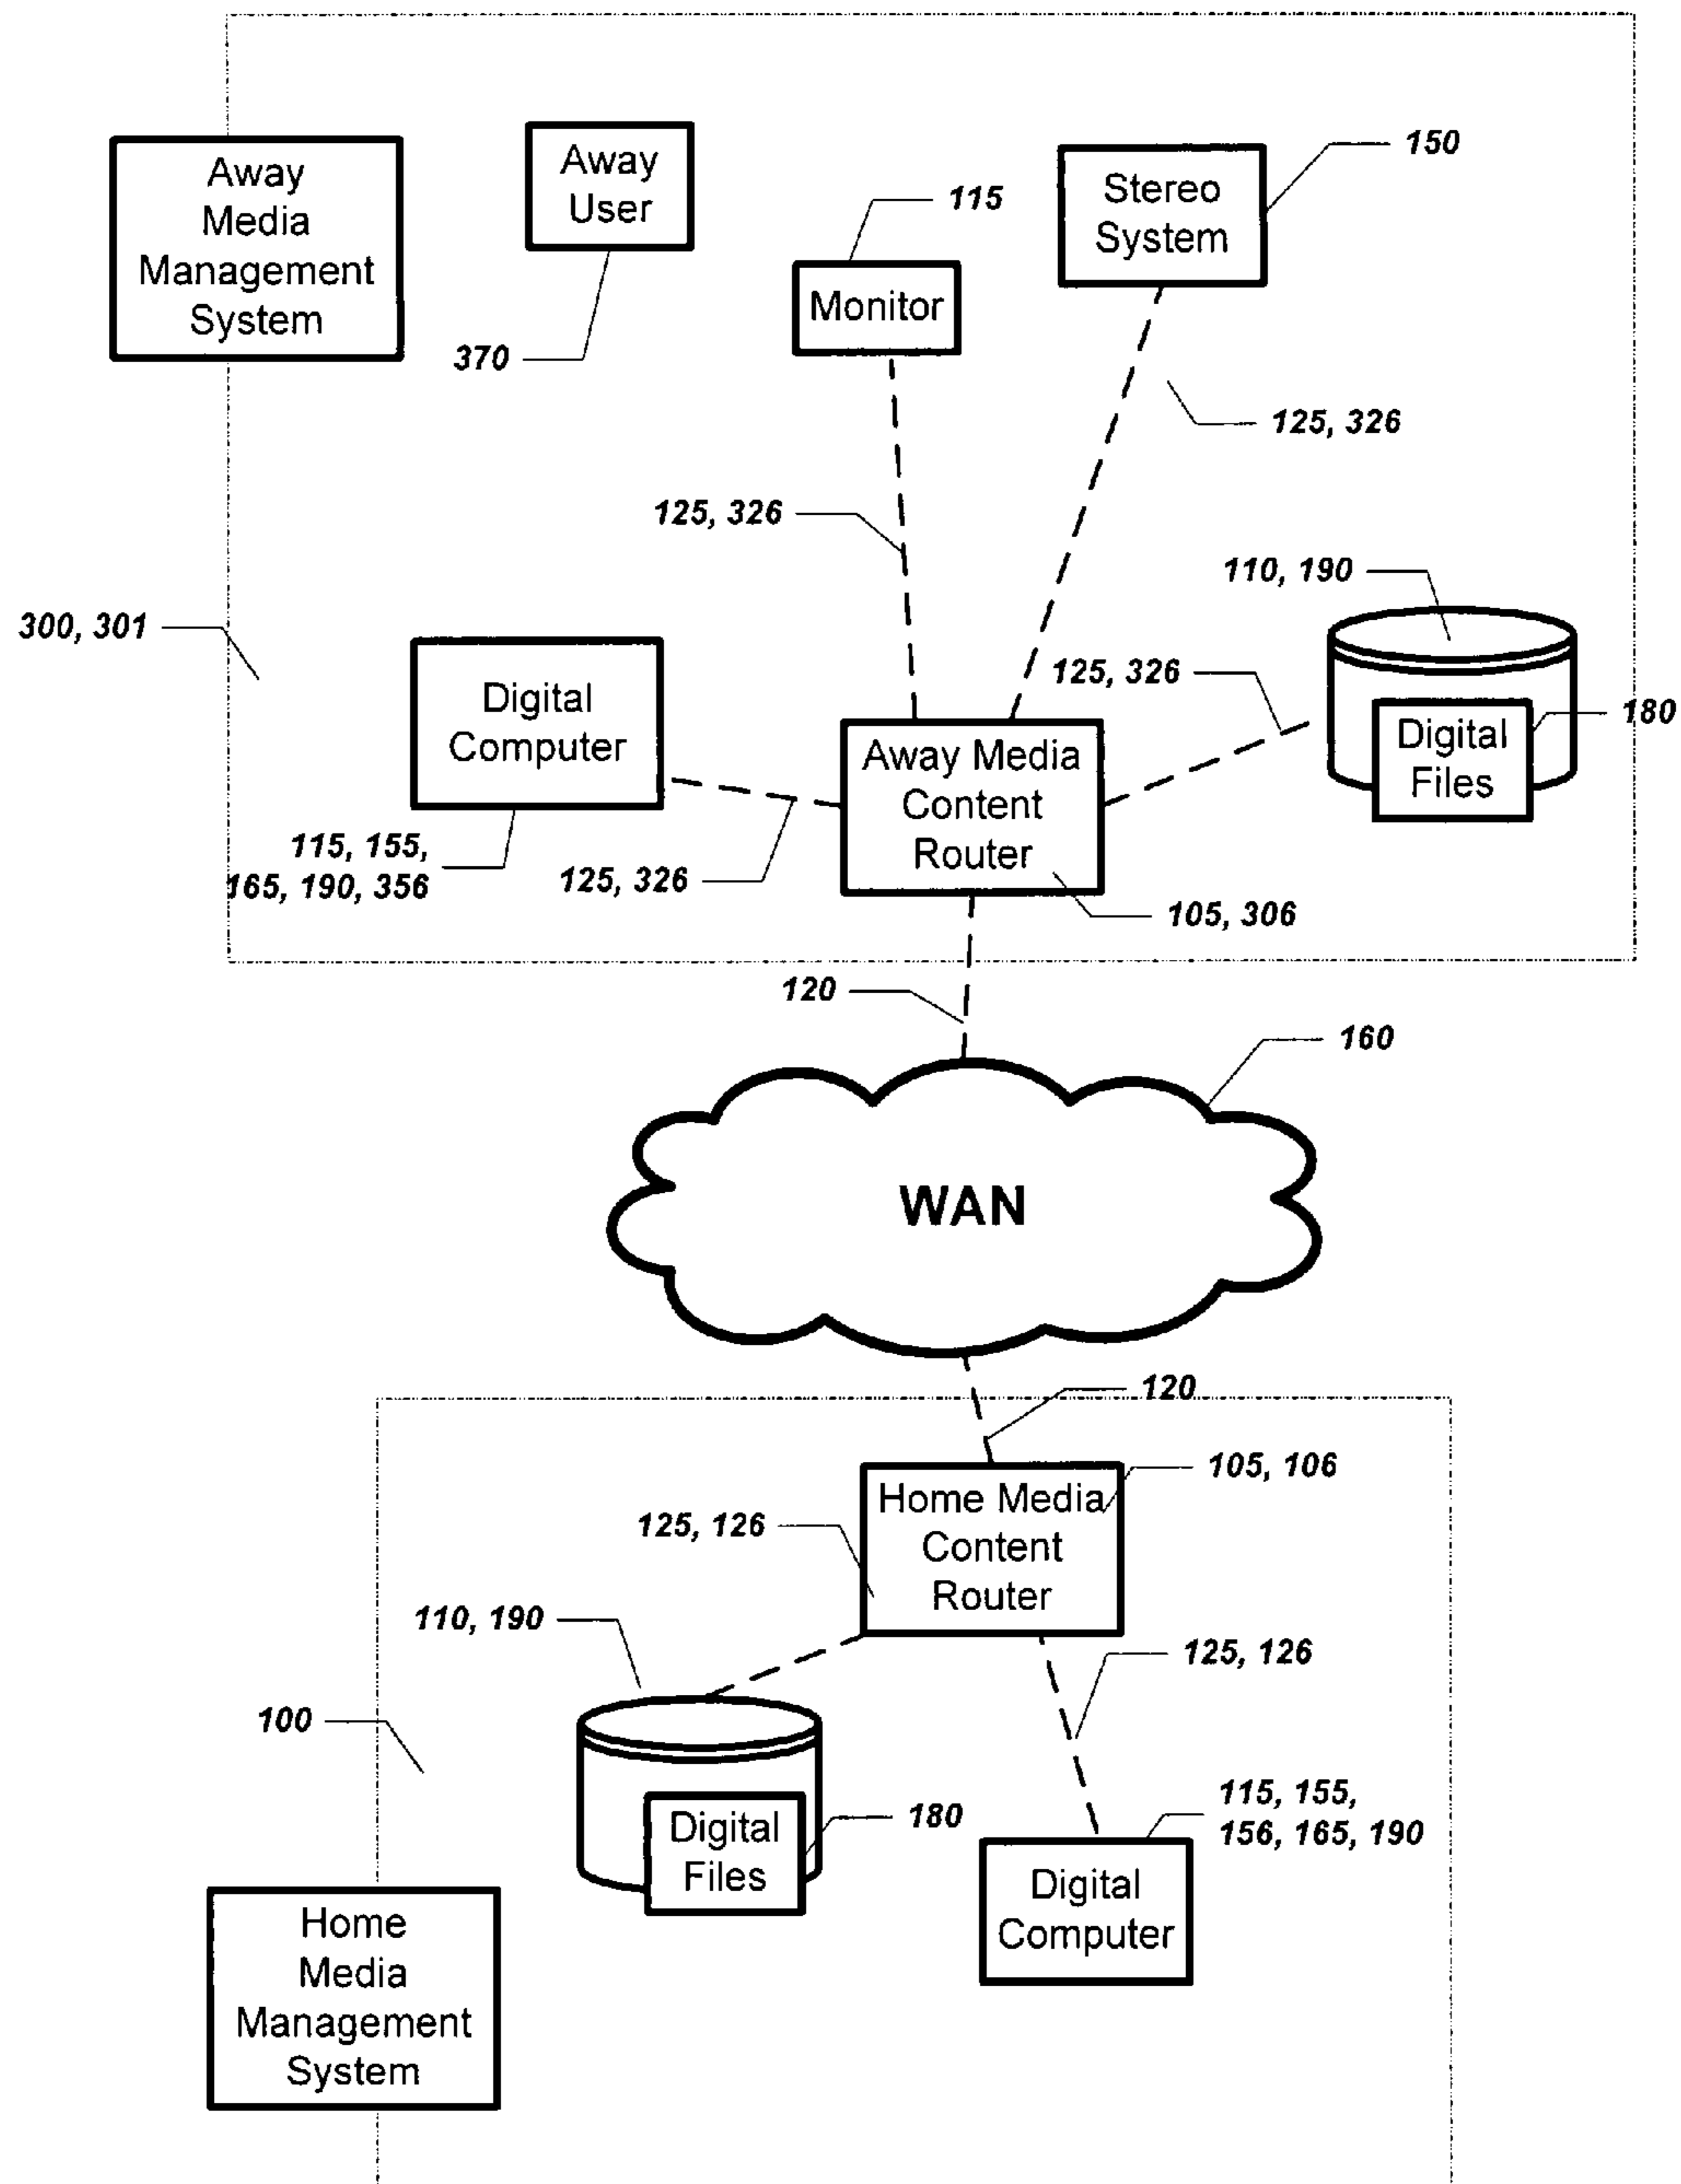 Away
Media
Management
System
Away
User
370
115
Monitor
150
Stereo
System
125, 326
125, 326
300, 301
110, 190
125, 326
Digital
Files
180
Digital
Computer
115, 155,
165, 190, 356
125, 326
Away Media
Content
Router
105, 306
120
160
WAN
120
105, 106
Home Media
Content
Router
125, 126
110, 190
125, 126
100
Digital
Files
180
115, 155,
156, 165, 190
Digital
Computer
Home
Media
Management
System